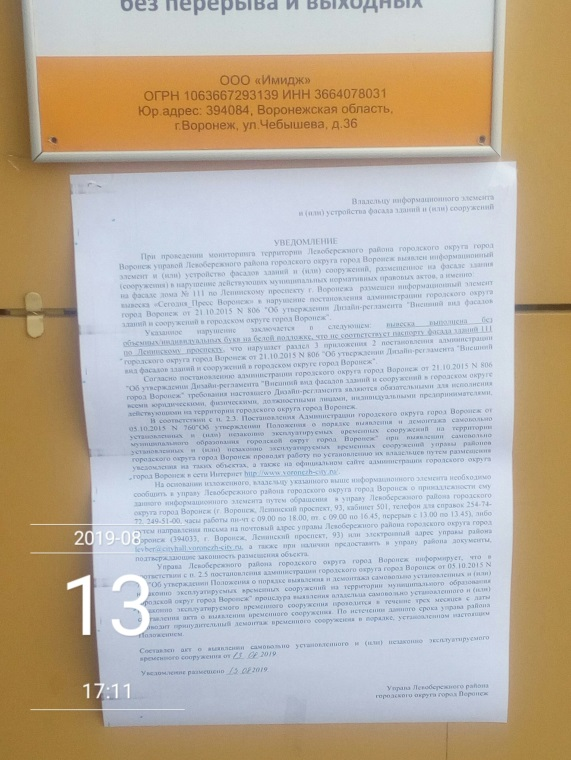 без перерыва и выходных
ООО «Имидж»
ОГРН 1063667293139 ИНН 3664078031
Юр.адрес: 394084, Воронежская область,
г.Воронеж, ул.Чебышева, д.36
Владельцу информационного элемента
и (или) устройства фасада зданий и (или) сооружений
УВЕДОМЛЕНИЕ
При проведении мониторинга территории Левобережного района городского округа город
Воронеж управой Левобережного района городского округа город Воронеж выявлен информационный
элемент и (или) устройство фасадов зданий и (или) сооружений, размещенное на фасаде здания
(сооружения) в нарушение действующих муниципальных нормативных правовых актов, а именно:
на фасаде дома № 111 по Ленинскому проспекту г. Воронежа размещен информационный элемент
вывеска «Сегодня_Пресс Воронеж» в нарушение постановления администрации городского округа
город Воронеж от 21.10.2015 N 806 "Об утверждении Дизайн-регламента "Внешний вид фасадов
зданий и сооружений в городском округе город Воронеж".
Указанное нарушение заключается в следующем: вывеска выполнена без
объемных/индивидуальных букв на белой подложке, что не соответствует паспорту фасада здания 111
по Ленинскому проспекту, что нарушает раздел 3 приложения 2 постановления администрации
городского округа город Воронеж от 21.10.2015 N 806 "Об утверждении Дизайн-регламента "Внешний
вид фасадов зданий и сооружений в городском округе город Воронеж".
Согласно постановлению администрации городского округа город Воронеж от 21.10.2015 N 806
"Об утверждении Дизайн-регламента "Внешний вид фасадов зданий и сооружений в городском округе
город Воронеж" требования настоящего Дизайн-регламента являются обязательными для исполнения
всеми юридическими, физическими, должностными лицами, индивидуальными предпринимателями,
действующими на территории городского округа город Воронеж.
В соответствии с п. 2.3. Постановления Администрации городского округа город Воронеж от
05.10.2015 N 760"Об утверждении Положения о порядке выявления и демонтажа самовольно
установленных и (или) незаконно эксплуатируемых временных сооружений на территории
муниципального образования городской округ город Воронеж" при выявлении самовольно
установленных и (или) незаконно эксплуатируемых временных сооружений управы районов
городского округа город Воронеж проводят работу по установлению их владельцев путем размещения
уведомления на таких объектах, а также на официальном сайте администрации городского округа
город Воронеж в сети Интернет http://www.voronezh-city.ru/.
На основании изложенного, владельцу указанного выше информационного элемента необходимо
сообщить в управу Левобережного района городского округа город Воронеж о принадлежности ему
данного информационного элемента путем обращения в управу Левобережного района городского
округа город Воронеж (г. Воронеж, Ленинский проспект, 93, кабинет 501, телефон для справок 254-74-
72, 249-51-00, часы работы пн-чт с 09.00 по 18.00, пт. с 09.00 по 16.45, перерыв с 13.00 по 13.45), либо
путем направления письма на почтовый адрес управы Левобережного района городского округа город
Воронеж (394033, г. Воронеж, Ленинский проспект, 93) или электронный адрес управы
levber@cityhall.voronezh-city.ru, а также при наличии предоставить в управу района документы,
подтверждающие законность размещения объекта.
Управа Левобережного района городского округа город Воронеж информирует, что в
соответствии с п. 2.5 постановления администрации городского округа город Воронеж от 05.10.2015 N
"Об утверждении Положения о порядке выявления и демонтажа самовольно установленных и (или)
незаконно эксплуатируемых временных сооружений на территории муниципального образования
городской округ город Воронеж" процедура выявления владельца самовольно установленного и (или)
незаконно эксплуатируемого временного сооружения проводится в течение трех месяцев с даты
составления акта о выявлении временного сооружения. По истечении данного срока управа района
проводит принудительный демонтаж временного сооружения в порядке, установленном настоящим
Положением.
Составлен акт о выявлении самовольно установленного и (или) незаконно эксплуатируемого
временного сооружения от 13.08.2019
Уведомление размещено 13.08.2019
Управа Левобережного района
городского округа город Воронеж
2019-08
13
17:11